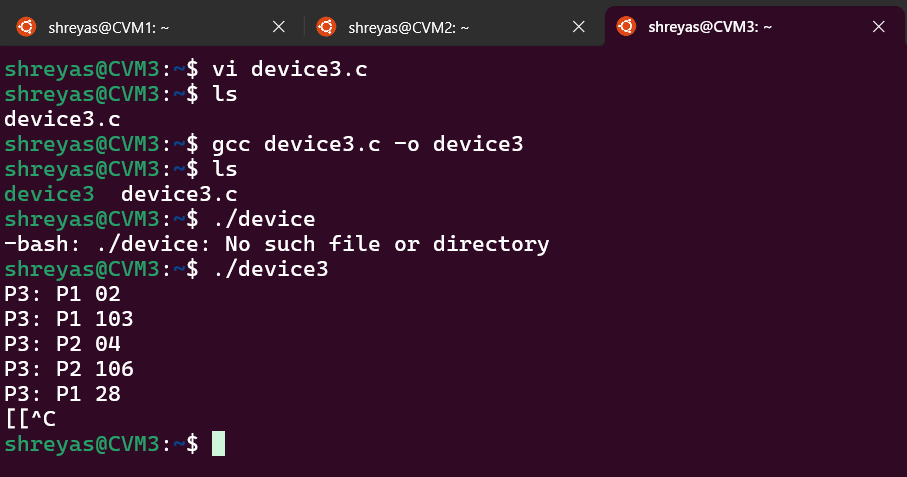 shreyas@CVM1: ~
shreyas@CVM2: ~
shreyas@CVM3: ~
shreyas@CVM3:~$ vi device3.c
shreyas@CVM3:~$ ls
device3.c
shreyas@CVM3:~$ gcc device3.c -o device3
shreyas@CVM3:~$ ls
device3  device3.c
shreyas@CVM3:~$ ./device
-bash: ./device: No such file or directory
shreyas@CVM3:~$ ./device3
P3: P1 02
P3: P1 103
P3: P2 04
P3: P2 106
P3: P1 28
[[^C
shreyas@CVM3:~$